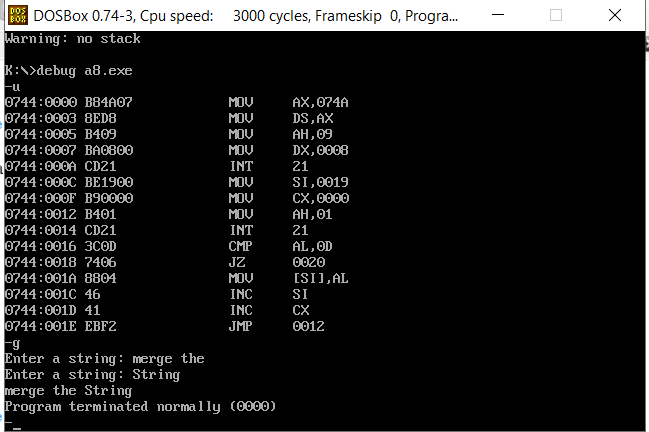 DOSBox 0.74-3, Cpu speed: 3000 cycles, Frameskip 0, Progra...
Warning: no stack
K:\>debug a8.exe
-u
0744:0000 B84A07 MOV AX,074A
0744:0003 8ED8 MOV DS,AX
0744:0005 B409 MOV AH,09
0744:0007 BA0800 MOV DX,0008
0744:000A CD21 INT 21
0744:000C BE1900 MOV SI,0019
0744:000F B90000 MOV CX,0000
0744:0012 B401 MOV AH,01
0744:0014 CD21 INT 21
0744:0016 3C0D CMP AL,0D
0744:0018 7406 JZ 0020
0744:001A 8804 MOV [SI],AL
0744:001C 46 INC SI
0744:001D 41 INC CX
0744:001E EBF2 JMP 0012
-g
Enter a string: merge the
Enter a string: String
merge the String
Program terminated normally (0000)
-_